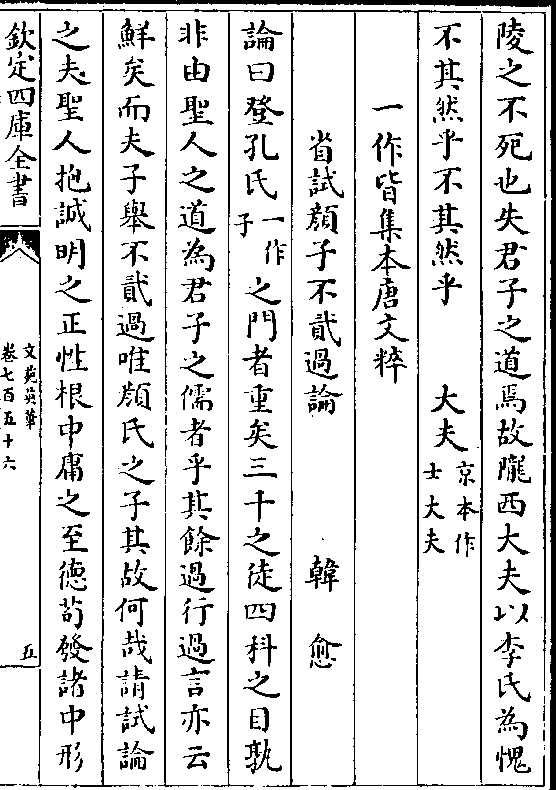 陵之不死也失君子之道焉故隴西大夫以李氏為愧
不其然乎不其然乎　大夫京本作士大夫
一作皆集本唐文粹
省試顏子不貳過論　韓愈
論曰登孔氏一作子之門者重矣三千之徒四科之目孰
非由聖人之道為君子之儒者乎其餘過行過言亦云
鮮矣而夫子舉不貳過唯顏氏之子其故何哉請試論
之夫聖人抱誠明之正性根中庸之至德茍發諸中形
欽定四庫全書
文苑英華
卷七百五十六
五